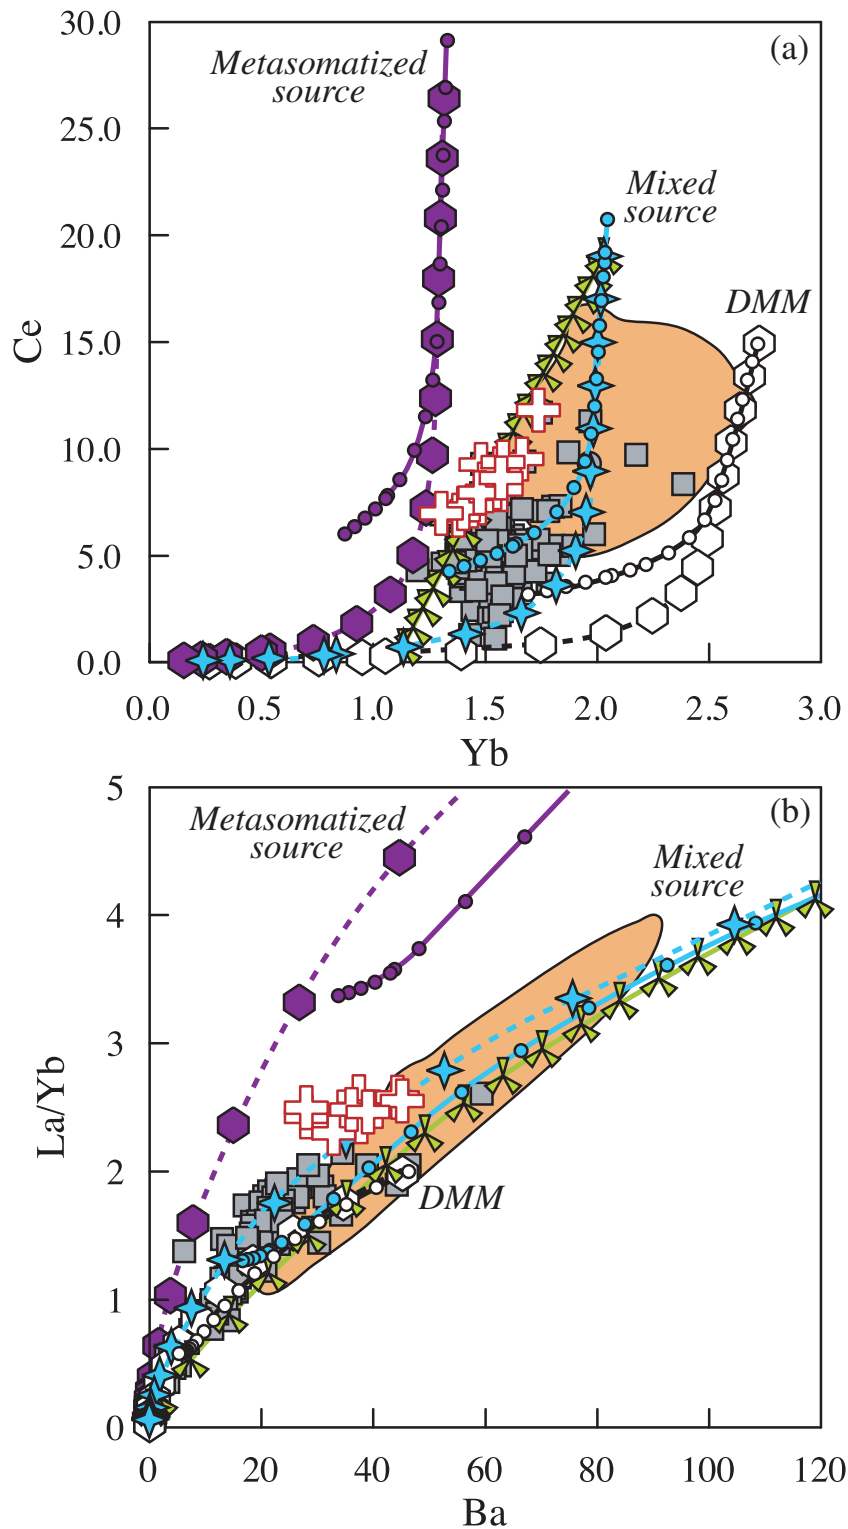 30.0
(a)
Metasomatized
source
25.0
Mixed
source
20.0
DMM
Ce
15.0
10.0
5.0
0.0
0.0 0.5 1.0 1.5 2.0 2.5 3.0
Yb
5
(b)
Metasomatized
source
Mixed
source
4
3
La/Yb
2
DMM
1
0
0 20 40 60 80 100 120
Ba